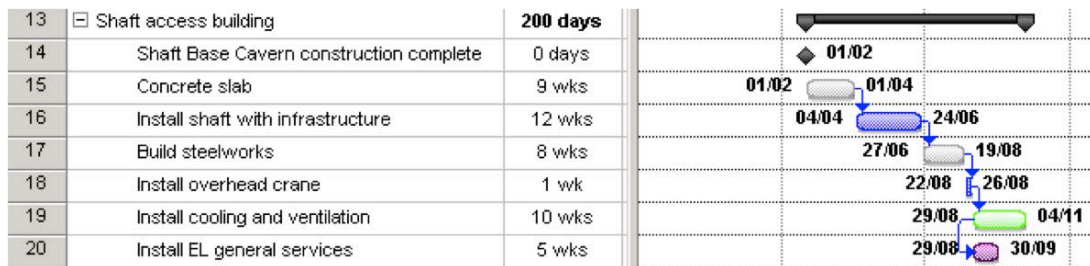 13 Shaft access building 200 days
14 Shaft Base Cavern construction complete 0 days 01/02
15 Concrete slab 9 wks 01/02 01/04
16 Install shaft with infrastructure 12 wks 04/04 24/06
17 Build steelworks 8 wks 27/06 19/08
18 Install overhead crane 1 wk 22/08 26/08
19 Install cooling and ventilation 10 wks 29/08 04/11
20 Install EL general services 5 wks 29/08 30/09